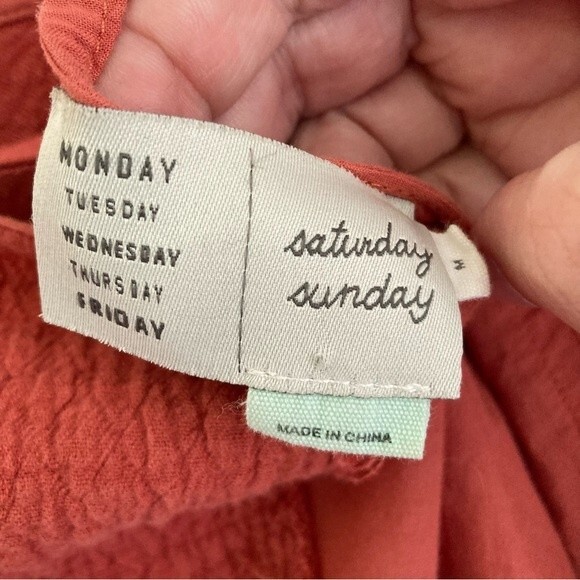 MONDAY
TUESDAY
WEDNESDAY
THURSDAY
FRIDAY
saturday
sunday
M
MADE IN CHINA